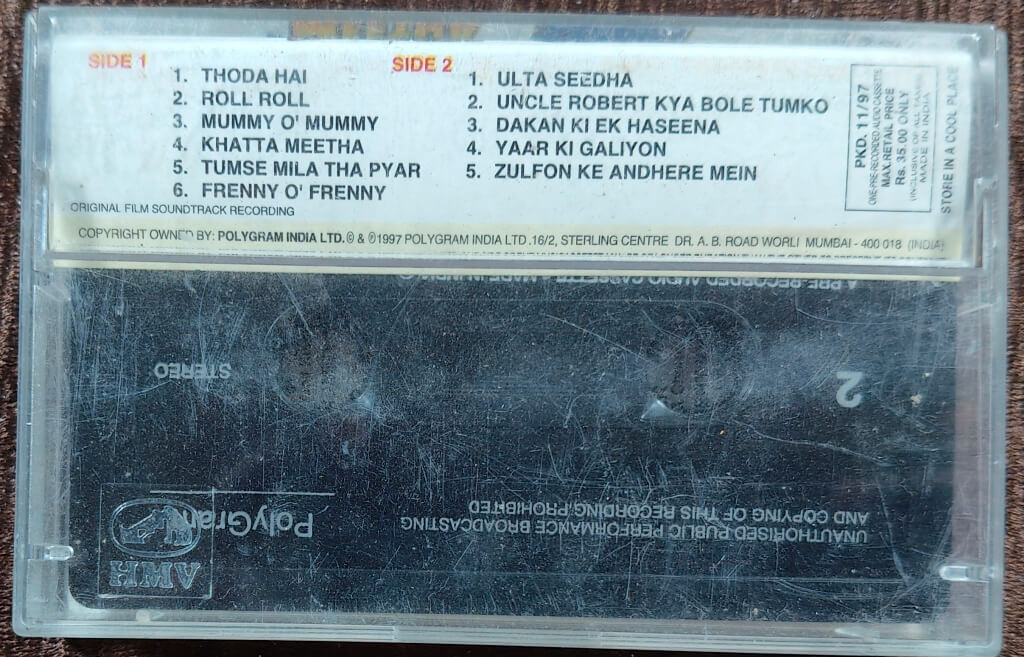 SIDE 1
1. THODA HAI
2. ROLL ROLL
3. MUMMY O' MUMMY
4. KHATTA MEETHA
5. TUMSE MILA THA PYAR
6. FRENNY O' FRENNY
SIDE 2
1. ULTA SEEDHA
2. UNCLE ROBERT KYA BOLE TUMKO
3. DAKAN KI EK HASEENA
4. YAAR KI GALIYON
5. ZULFON KE ANDHERE MEIN
PKD. 11/97
ONE-PRE-RECORDED AUDIO CASSETTE
MAX. RETAIL PRICE
Rs. 35.00 ONLY
(INCLUSIVE OF ALL TAXES)
MADE IN INDIA
STORE IN A COOL PLACE
ORIGINAL FILM SOUNDTRACK RECORDING
COPYRIGHT OWNED BY: POLYGRAM INDIA LTD. © & ℗1997 POLYGRAM INDIA LTD. 16/2, STERLING CENTRE DR. A. B. ROAD WORLI MUMBAI - 400 018 (INDIA)
A PRE-RECORDED AUDIO CASSETTE
STEREO
2
UNAUTHORISED PUBLIC PERFORMANCE BROADCASTING
AND COPYING OF THIS RECORDING PROHIBITED
PolyGram
HMV